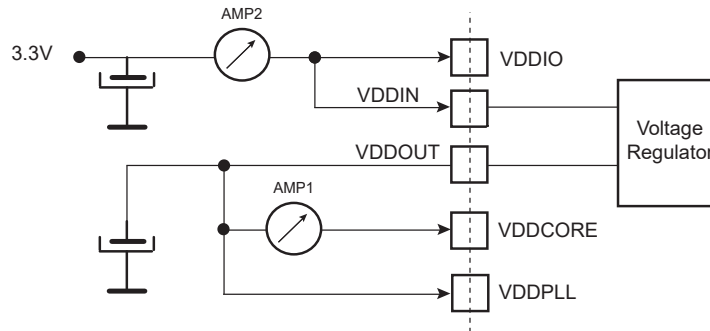 AMP2
3.3V
VDDIO
VDDIN
Voltage
Regulator
VDDOUT
AMP1
VDDCORE
VDDPLL